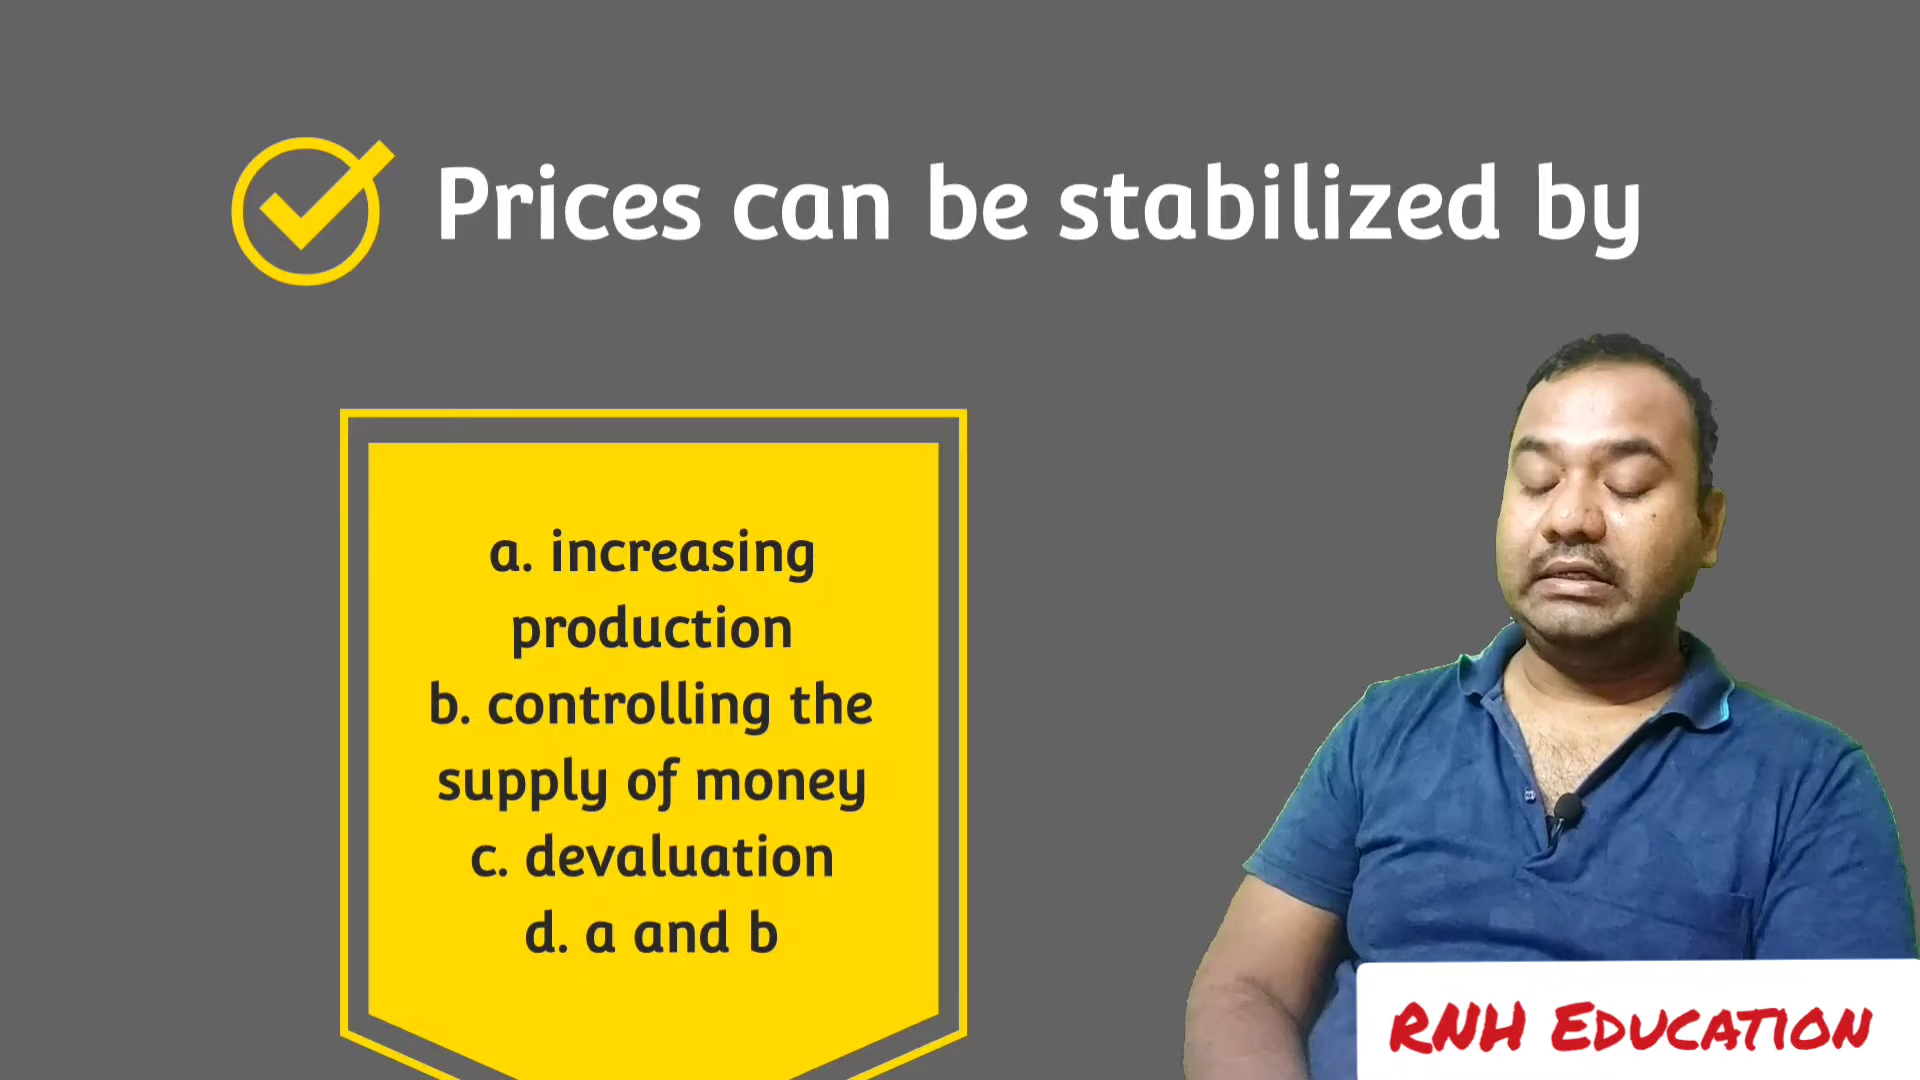 Prices can be stabilized by
a. increasing
production
b. controlling the
supply of money
c. devaluation
d. a and b
RNH EDUCATION